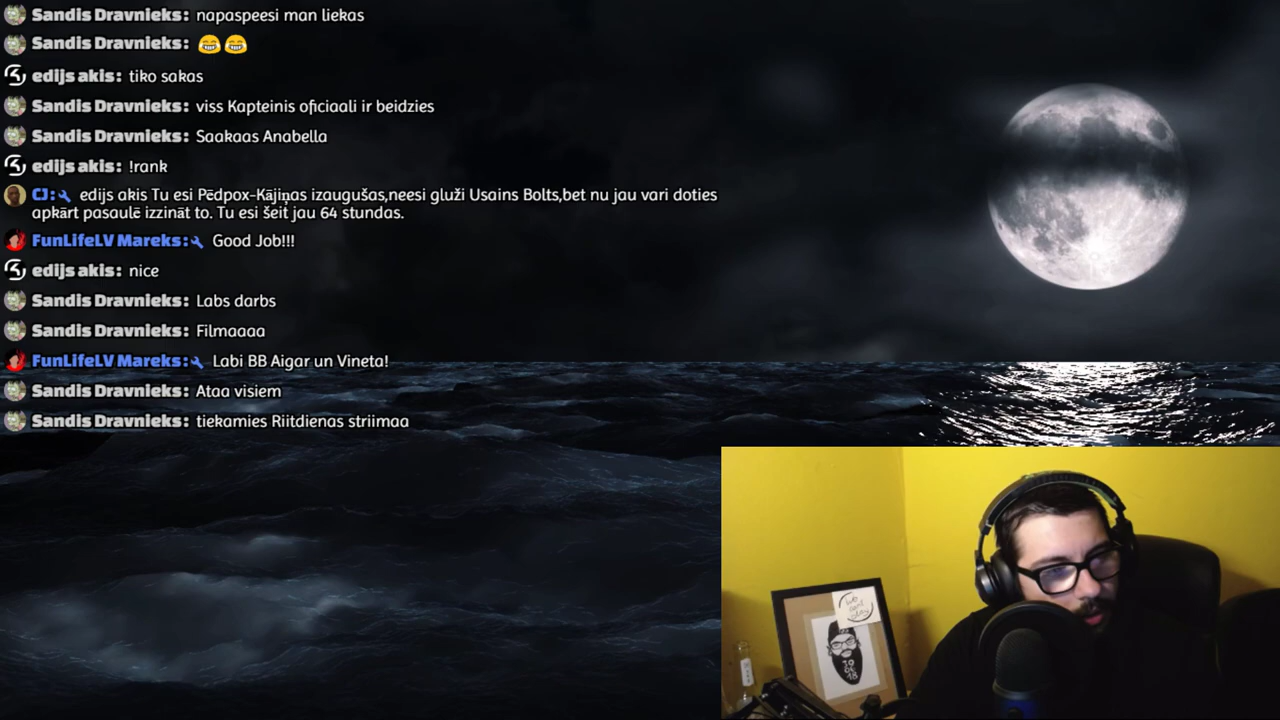 Sandis Dravnieks: napaspeesi man liekas
Sandis Dravnieks: 😂😂
edijs akis: tiko sakas
Sandis Dravnieks: viss Kapteinis oficiaali ir beidzies
Sandis Dravnieks: Saakaas Anabella
edijs akis: !rank
CJ: edijs akis Tu esi Pēdpox-Kājiņas izaugušas,neesi gluži Usains Bolts,bet nu jau vari doties
apkārt pasaulē izzināt to. Tu esi šeit jau 64 stundas.
FunLifeLV Mareks: Good Job!!!
edijs akis: nice
Sandis Dravnieks: Labs darbs
Sandis Dravnieks: Filmaaaa
FunLifeLV Mareks: Labi BB Aigar un Vineta!
Sandis Dravnieks: Ataa visiem
Sandis Dravnieks: tiekamies Riitdienas striimaa